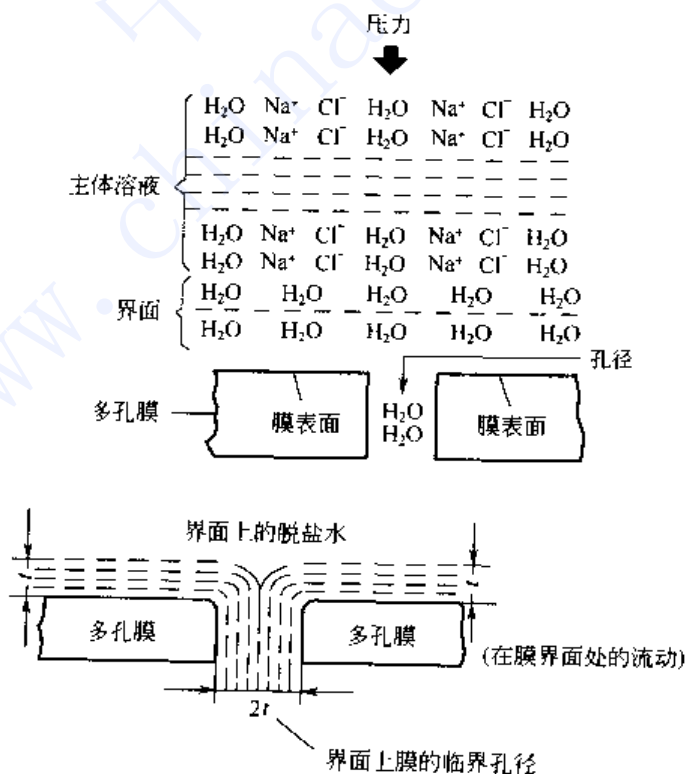 压力
H₂O Na⁺ Cl⁻ H₂O Na⁺ Cl⁻ H₂O
H₂O Na⁺ Cl⁻ H₂O Na⁺ Cl⁻ H₂O
主体溶液
H₂O Na⁺ Cl⁻ H₂O Na⁺ Cl⁻ H₂O
H₂O Na⁺ Cl⁻ H₂O Na⁺ Cl⁻ H₂O
界面
H₂O H₂O H₂O H₂O H₂O
H₂O H₂O H₂O H₂O H₂O
孔径
多孔膜
膜表面
H₂O
H₂O
膜表面
界面上的脱盐水
t
t
多孔膜
多孔膜
(在膜界面处的流动)
2t
界面上膜的临界孔径